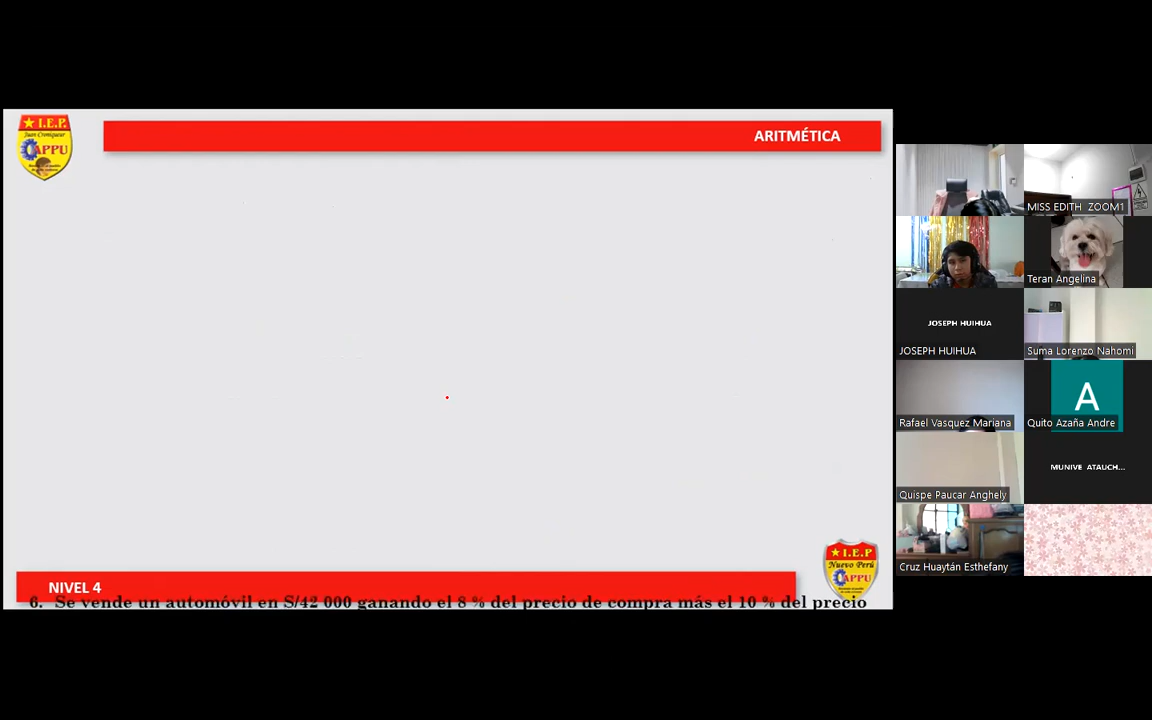 I.E.P.
Juan Croniqueur
CAPPU
ARITMÉTICA
MISS EDITH ZOOM1
Teran Angelina
JOSEPH HUIHUA
JOSEPH HUIHUA
Suma Lorenzo Nahomi
Rafael Vasquez Mariana
A
Quito Azaña Andre
Quispe Paucar Anghely
MUNIVE ATAUCH...
Cruz Huaytán Esthefany
I.E.P
Nuevo Perú
CAPPU
NIVEL 4
6. Se vende un automóvil en S/42 000 ganando el 8 % del precio de compra más el 10 % del precio